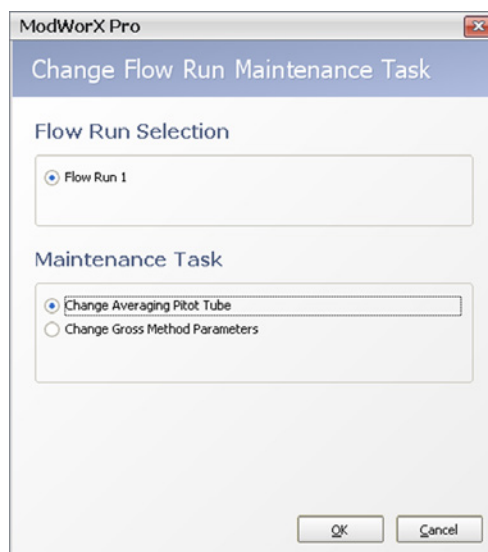 ModWorX Pro
Change Flow Run Maintenance Task
Flow Run Selection
Flow Run 1
Maintenance Task
Change Averaging Pitot Tube
Change Gross Method Parameters
OK Cancel